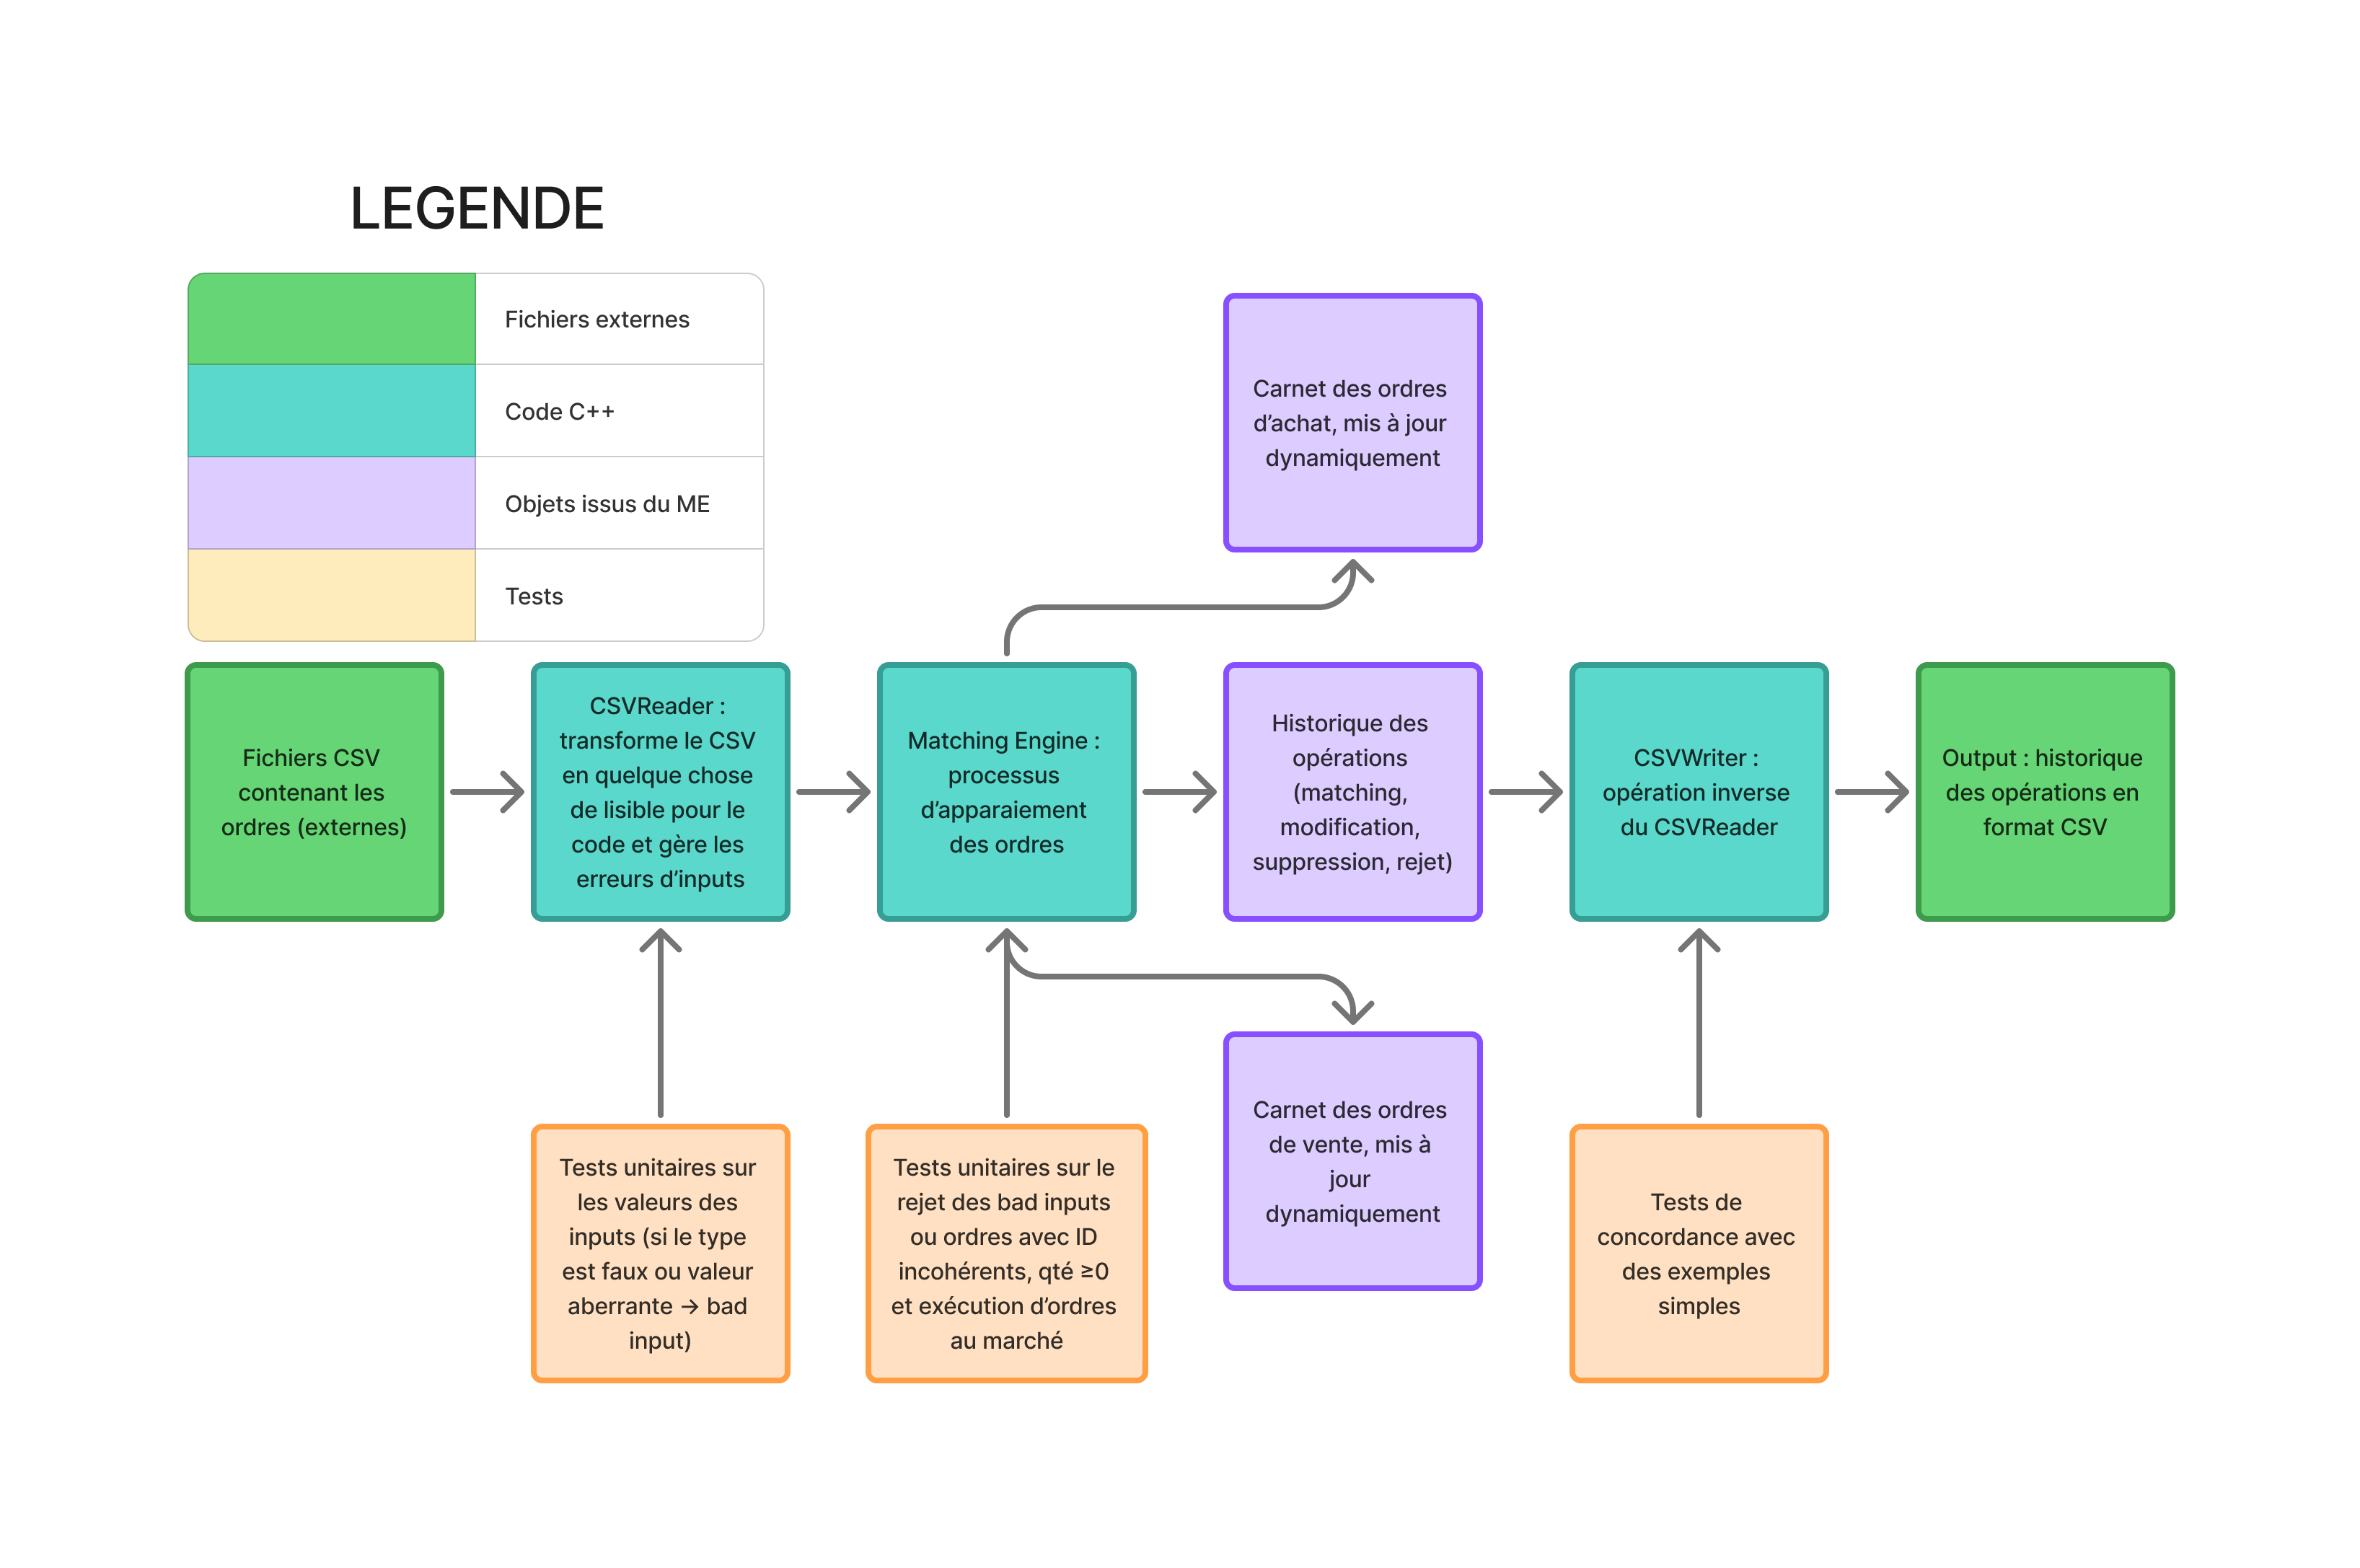 LEGENDE
Fichiers externes
Code C++
Objets issus du ME
Tests
Carnet des ordres
d’achat, mis à jour
dynamiquement
Fichiers CSV
contenant les
ordres (externes)
CSVReader :
transforme le CSV
en quelque chose
de lisible pour le
code et gère les
erreurs d’inputs
Matching Engine :
processus
d’apparaiement
des ordres
Historique des
opérations
(matching,
modification,
suppression, rejet)
CSVWriter :
opération inverse
du CSVReader
Output : historique
des opérations en
format CSV
Tests unitaires sur
les valeurs des
inputs (si le type
est faux ou valeur
aberrante → bad
input)
Tests unitaires sur le
rejet des bad inputs
ou ordres avec ID
incohérents, qté ≥0
et exécution d’ordres
au marché
Carnet des ordres
de vente, mis à
jour
dynamiquement
Tests de
concordance avec
des exemples
simples